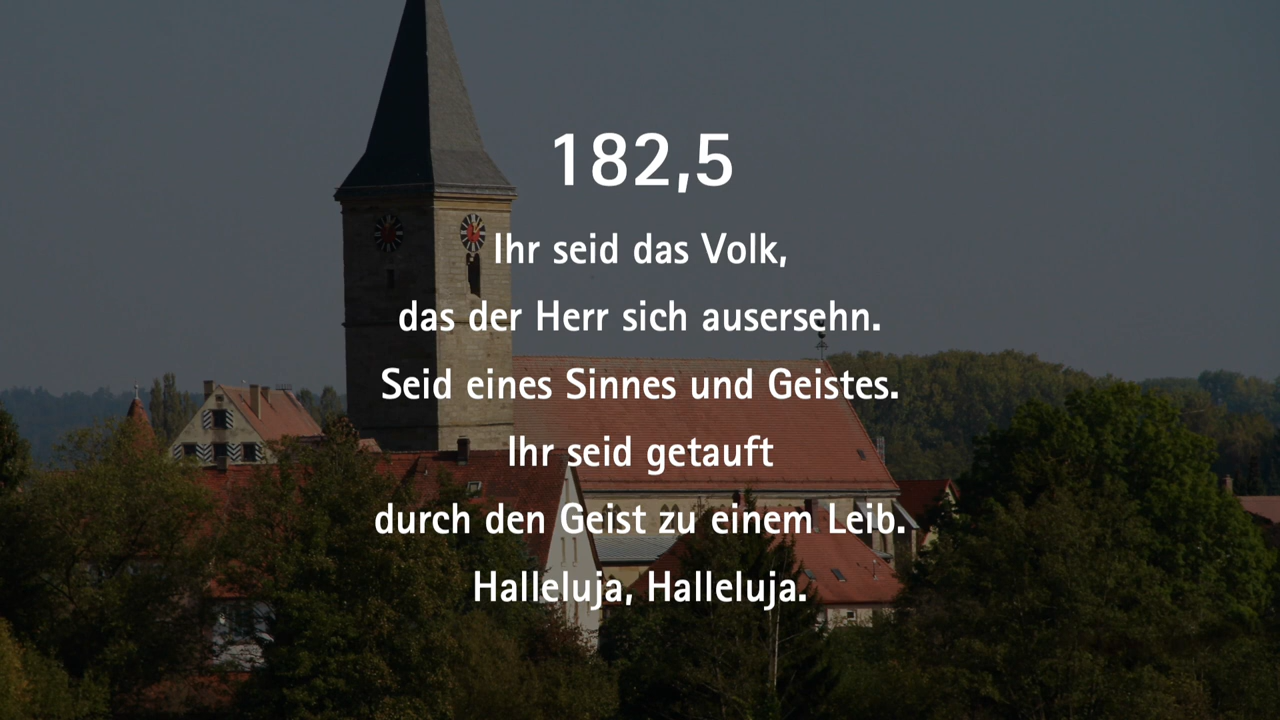 182,5
Ihr seid das Volk,
das der Herr sich ausersehn.
Seid eines Sinnes und Geistes.
Ihr seid getauft
durch den Geist zu einem Leib.
Halleluja, Halleluja.